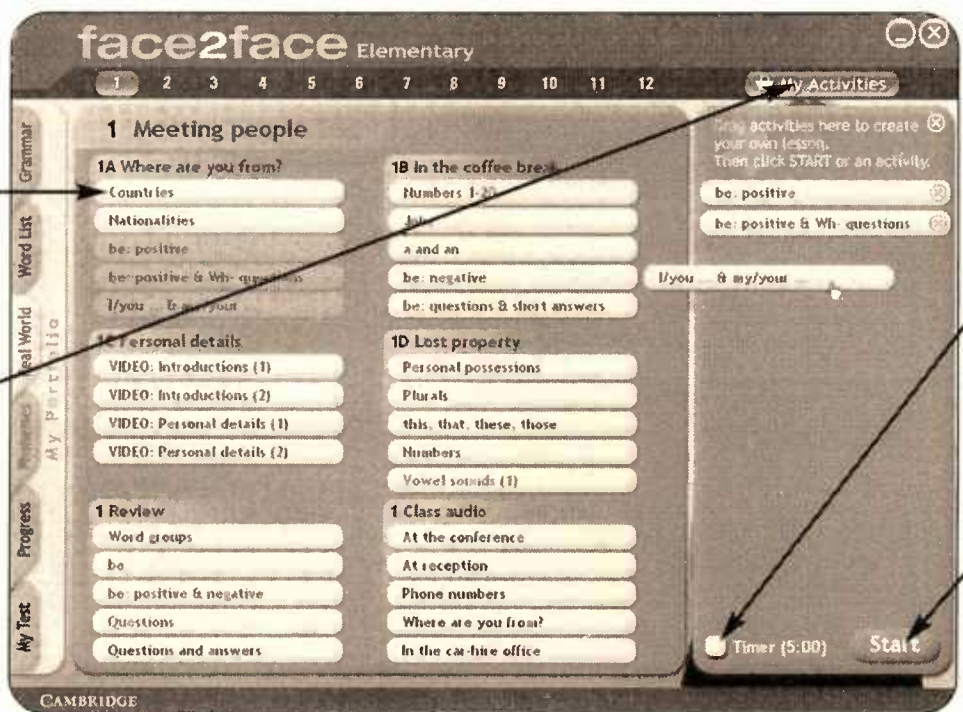 face2face Elementary
1 2 3 4 5 6 7 8 9 10 11 12
My Activities
1 Meeting people
1A Where are you from?
Countries
Nationalities
be: positive
be: positive & Wh- questions
I/you ... & my/your ...
1B In the coffee break
Numbers 1-20
Jobs
a and an
be: negative
be: questions & short answers
1C Personal details
VIDEO: Introductions (1)
VIDEO: Introductions (2)
VIDEO: Personal details (1)
VIDEO: Personal details (2)
1D Lost property
Personal possessions
Plurals
this, that, these, those
Numbers
Vowel sounds (1)
1 Review
Word groups
be
be: positive & negative
Questions
Questions and answers
1 Class audio
At the conference
At reception
Phone numbers
Where are you from?
In the car-hire office
Drag activities here to create
your own lesson.
Then click START or an activity.
be: positive
be: positive & Wh- questions
I/you ... & my/your ...
Timer (5:00)
Start
Grammar
Word List
Real World
Phonemes
Progress
My Test
My Portfolio
CAMBRIDGE